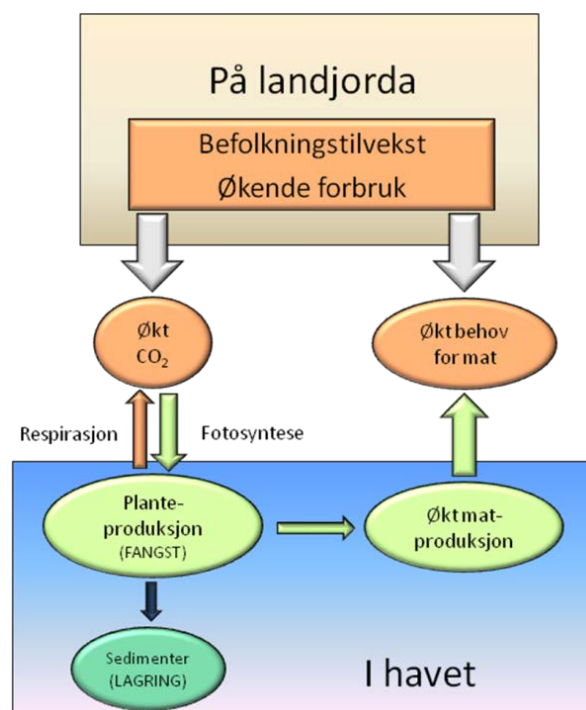 På landjorda
Befolkningstilvekst
Økende forbruk
Økt
CO₂
Økt behov
for mat
Respirasjon
Fotosyntese
Plante-
produksjon
(FANGST)
Økt mat-
produksjon
Sedimenter
(LAGRING)
I havet